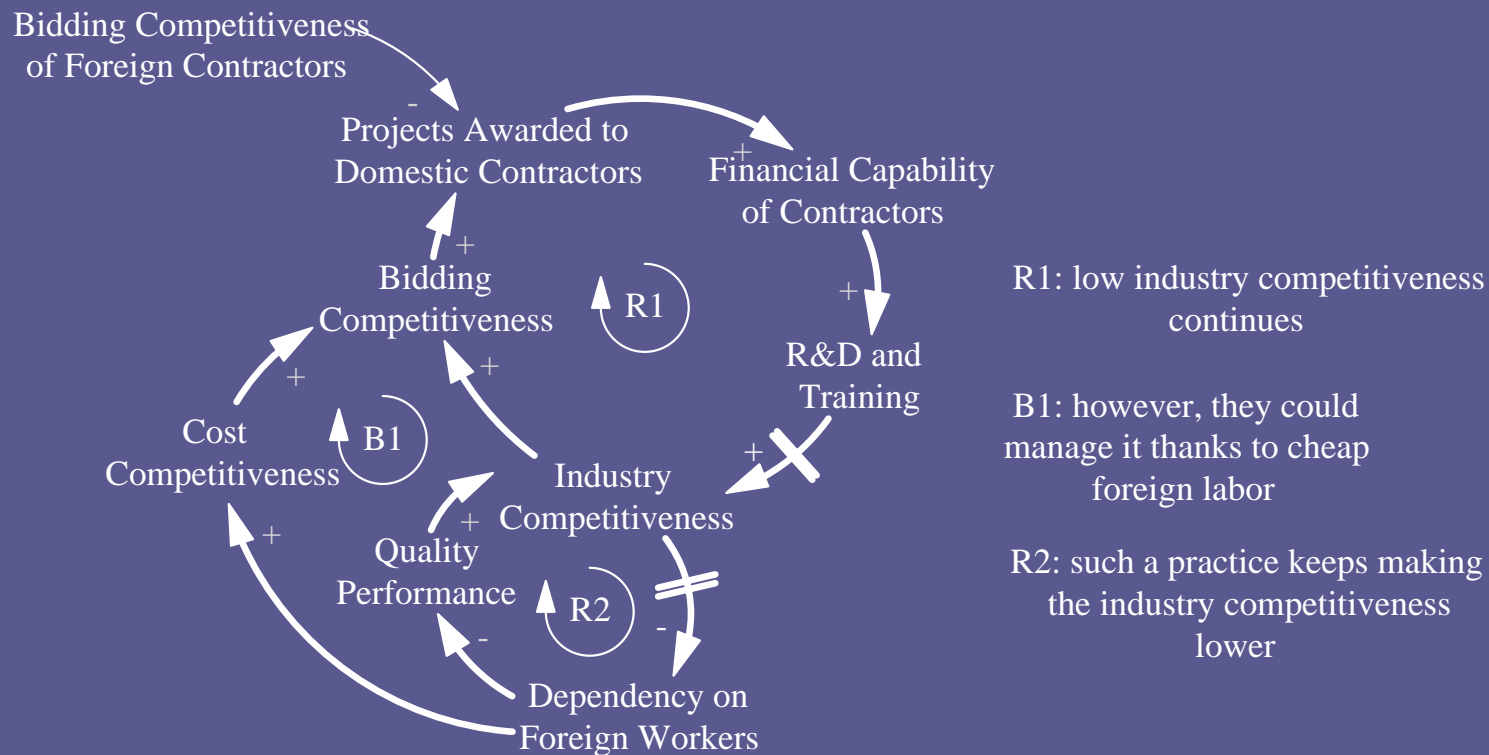 Bidding Competitiveness
of Foreign Contractors
-
Projects Awarded to
Domestic Contractors
+
Financial Capability
of Contractors
+
Bidding
Competitiveness
R1
+
R1: low industry competitiveness
continues
+
+
R&D and
Training
Cost
Competitiveness
B1
+
B1: however, they could
manage it thanks to cheap
foreign labor
Industry
Competitiveness
+
+
Quality
Performance
R2
-
-
R2: such a practice keeps making
the industry competitiveness
lower
Dependency on
Foreign Workers